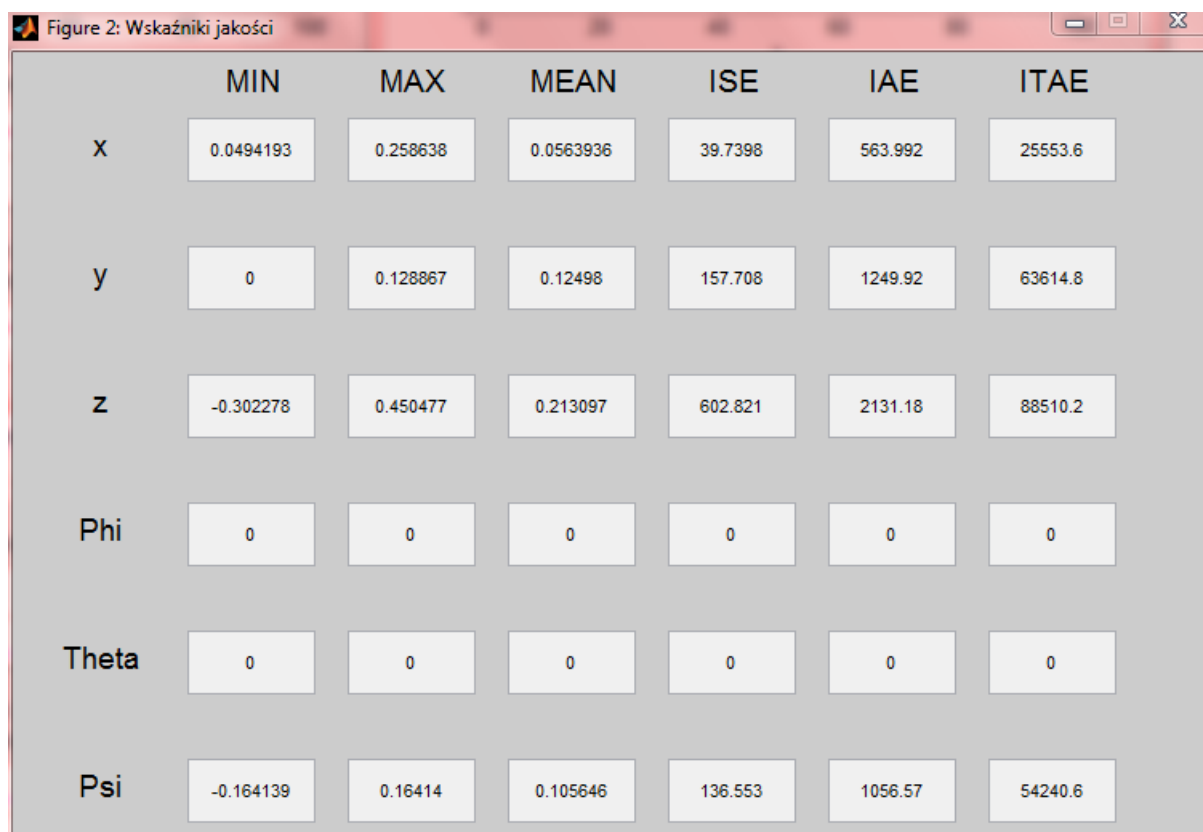 Figure 2: Wskaźniki jakości
MIN MAX MEAN ISE IAE ITAE
x 0.0494193 0.258638 0.0563936 39.7398 563.992 25553.6
y 0 0.128867 0.12498 157.708 1249.92 63614.8
z -0.302278 0.450477 0.213097 602.821 2131.18 88510.2
Phi 0 0 0 0 0 0
Theta 0 0 0 0 0 0
Psi -0.164139 0.16414 0.105646 136.553 1056.57 54240.6